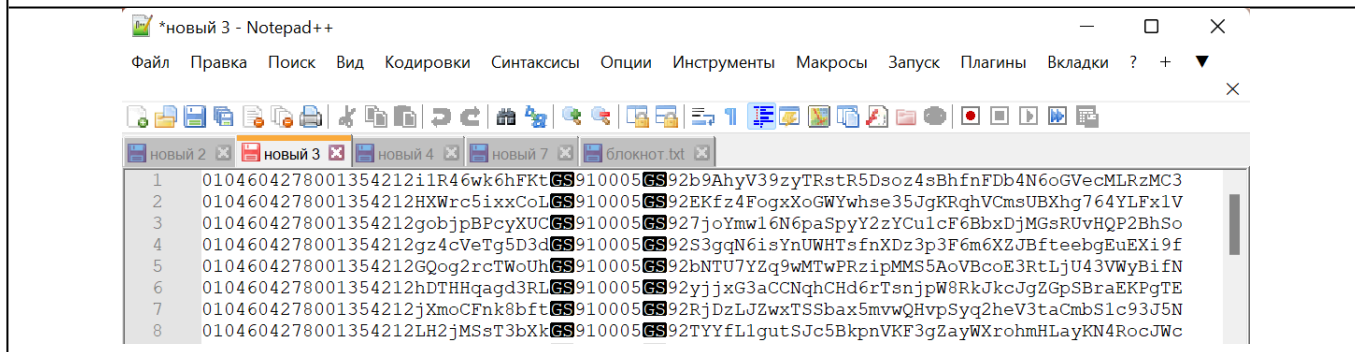 *новый 3 - Notepad++
Файл Правка Поиск Вид Кодировки Синтаксисы Опции Инструменты Макросы Запуск Плагины Вкладки ? +
новый 2 новый 3 новый 4 новый 7 блокнот.txt
1 0104604278001354212i1R46wk6hFKtGS910005GS92b9AhyV39zyTRstR5Dsoz4sBhfnFDb4N6oGVecMLRzMC3
2 0104604278001354212HXWrc5ixxCoLGS910005GS92EKfz4FogxXoGWYwhse35JgKRqhVCmsUBXhg764YLFx1V
3 0104604278001354212gobjpBPcyXUCGS910005GS927joYmw16N6paSpyY2zYCu1cF6BbxDjMGsRUvHQP2BhSo
4 0104604278001354212gz4cVeTg5D3dGS910005GS92S3gqN6isYnUWHTsfnXDz3p3F6m6XZJBfteebgEuEXi9f
5 0104604278001354212GQog2rcTWoUhGS910005GS92bNTU7YZq9wMTwPRzipMMS5AoVBcoE3RtLjU43VWyBifN
6 0104604278001354212hDTHHqagd3RLGS910005GS92yjjxG3aCCNqhCHd6rTsnjpW8RkJkcJgZGpSBraEKPgTE
7 0104604278001354212jXmoCFnk8bftGS910005GS92RjDzLJZwxTSSbax5mvwQHvpSyq2heV3taCmbS1c93J5N
8 0104604278001354212LH2jMSsT3bXkGS910005GS92TYYfL1gutSJc5BkpnVKF3gZayWXrohmHLayKN4RocJWc